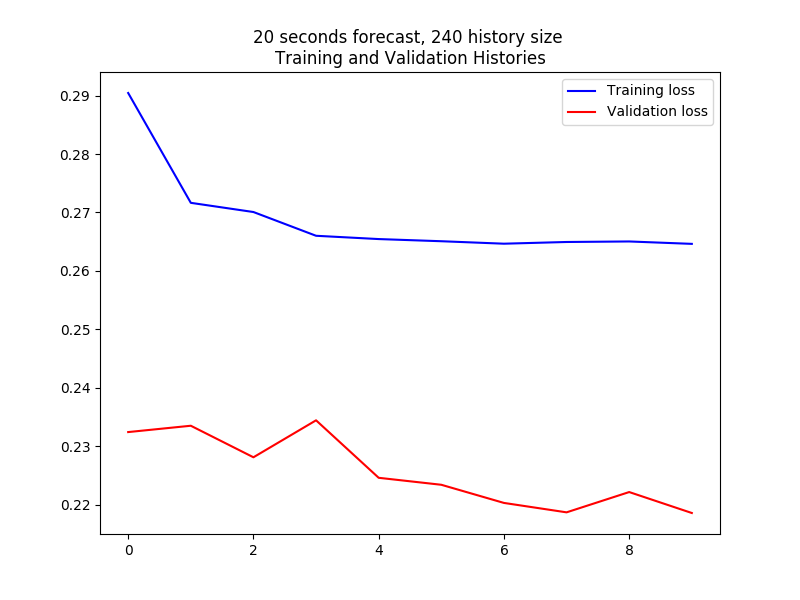 20 seconds forecast, 240 history size
Training and Validation Histories
Training loss
Validation loss
0.29
0.28
0.27
0.26
0.25
0.24
0.23
0.22
0 2 4 6 8